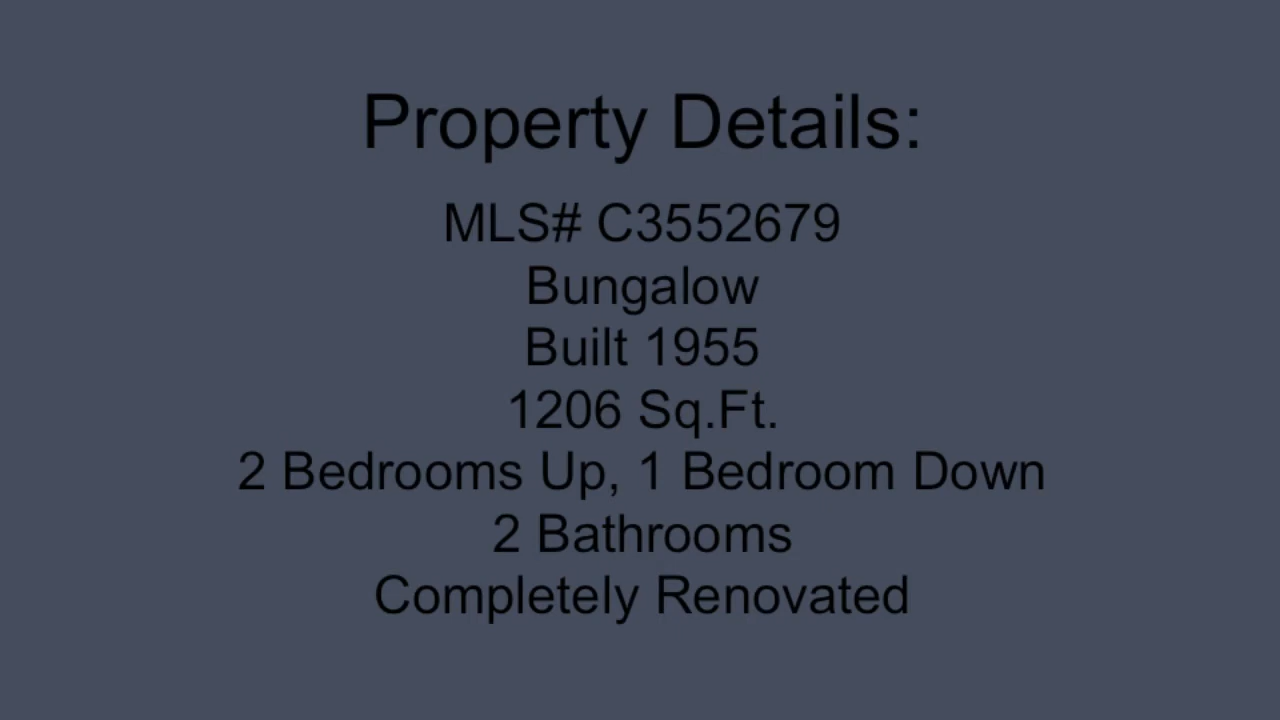 Property Details:
MLS# C3552679
Bungalow
Built 1955
1206 Sq.Ft.
2 Bedrooms Up, 1 Bedroom Down
2 Bathrooms
Completely Renovated